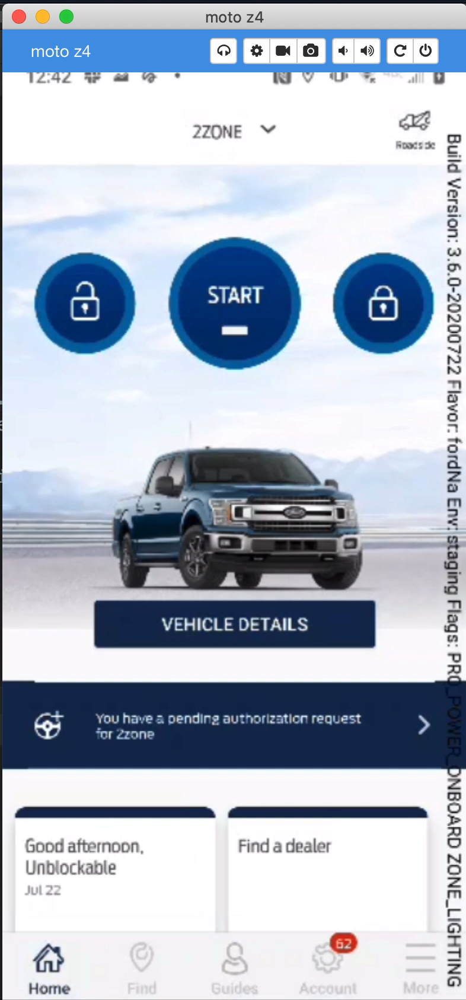 moto z4
moto z4
12:42
2ZONE
Roadside
START
VEHICLE DETAILS
You have a pending authorization request
for 2zone
Good afternoon,
Unblockable
Jul 22
Find a dealer
62
Home
Find
Guides
Account
More
Build Version: 3.6.0-20200722 Flavor: fordNa Env: staging Flags: PRO_POWER_ONBOARD ZONE_LIGHTING